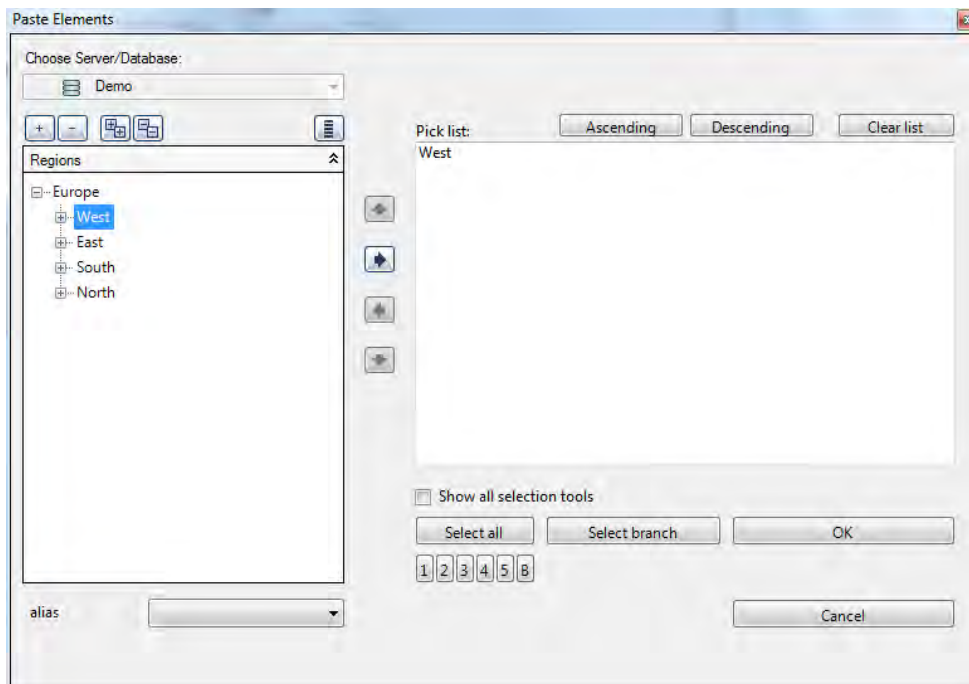 Paste Elements
Choose Server/Database:
Demo
+ -
Regions
Europe
West
East
South
North
alias
Pick list:
Ascending
Descending
Clear list
West
Show all selection tools
Select all
Select branch
OK
1 2 3 4 5 B
Cancel